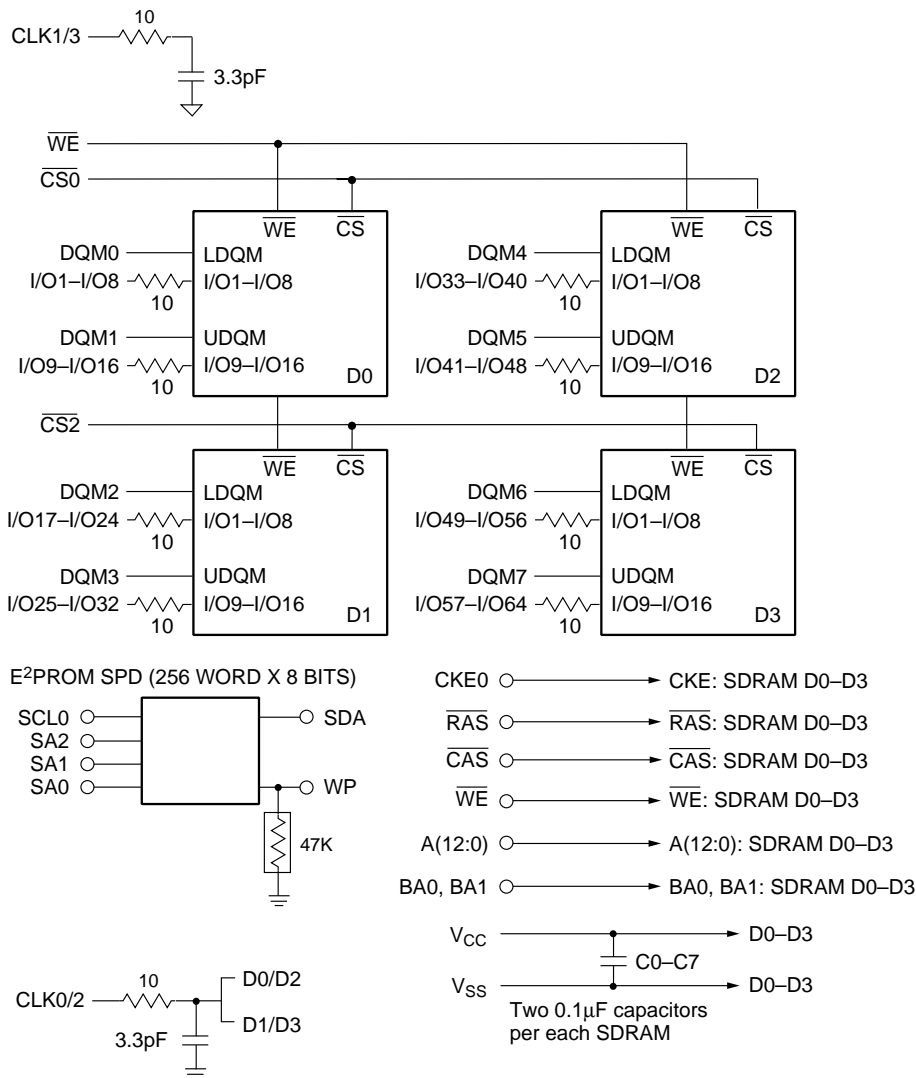 10
CLK1/3
3.3pF
WE
CS0
WE CS
DQM0 LDQM
I/O1–I/O8 I/O1–I/O8
10
DQM1 UDQM
I/O9–I/O16 I/O9–I/O16
10
D0
WE CS
DQM4 LDQM
I/O33–I/O40 I/O1–I/O8
10
DQM5 UDQM
I/O41–I/O48 I/O9–I/O16
10
D2
CS2
WE CS
DQM2 LDQM
I/O17–I/O24 I/O1–I/O8
10
DQM3 UDQM
I/O25–I/O32 I/O9–I/O16
10
D1
WE CS
DQM6 LDQM
I/O49–I/O56 I/O1–I/O8
10
DQM7 UDQM
I/O57–I/O64 I/O9–I/O16
10
D3
E²PROM SPD (256 WORD X 8 BITS)
SCL0 SDA
SA2
SA1
SA0 WP
47K
CKE0 CKE: SDRAM D0–D3
RAS RAS: SDRAM D0–D3
CAS CAS: SDRAM D0–D3
WE WE: SDRAM D0–D3
A(12:0) A(12:0): SDRAM D0–D3
BA0, BA1 BA0, BA1: SDRAM D0–D3
VCC D0–D3
C0–C7
VSS D0–D3
Two 0.1μF capacitors
per each SDRAM
10
CLK0/2
D0/D2
D1/D3
3.3pF